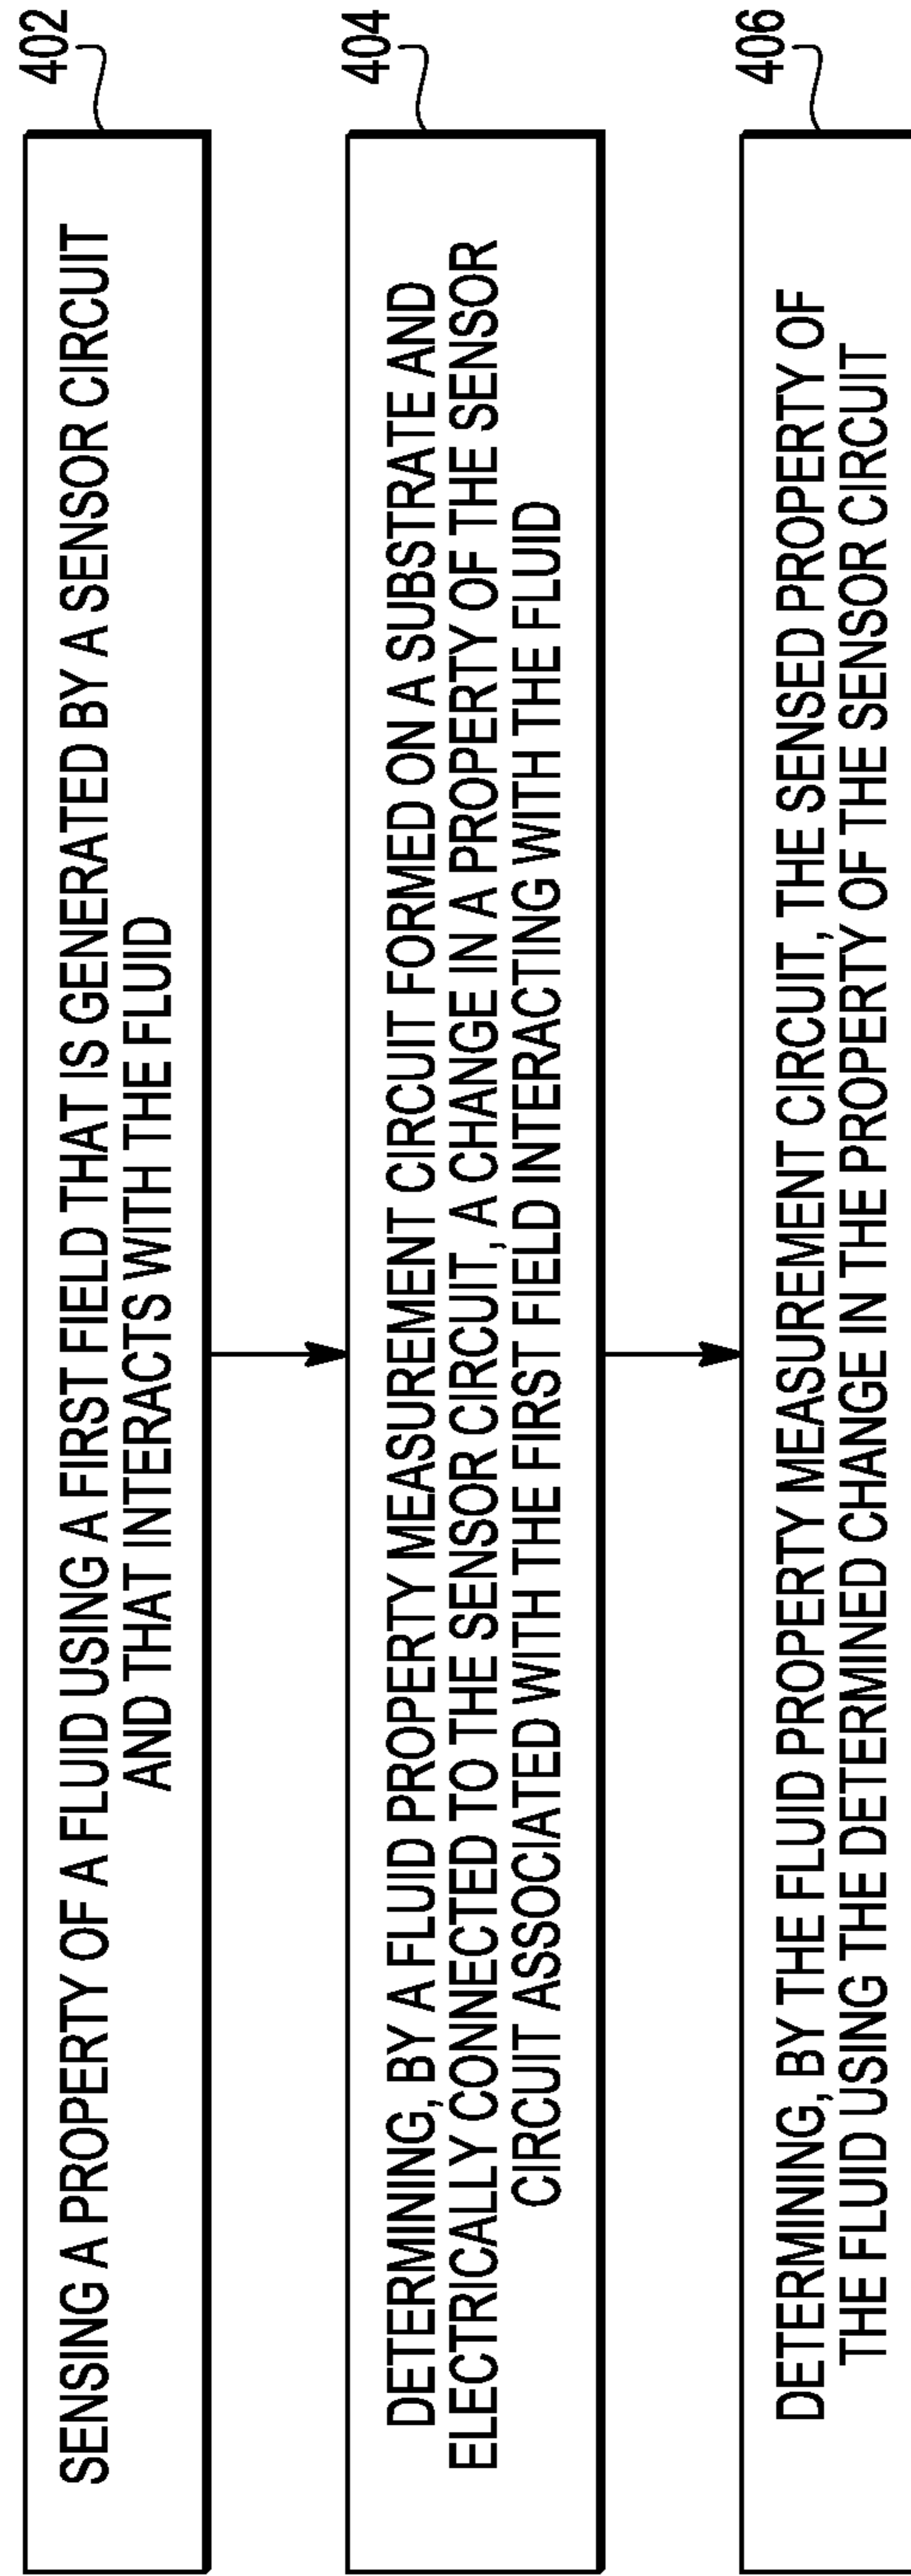 402
SENSING A PROPERTY OF A FLUID USING A FIRST FIELD THAT IS GENERATED BY A SENSOR CIRCUIT
AND THAT INTERACTS WITH THE FLUID
404
DETERMINING, BY A FLUID PROPERTY MEASUREMENT CIRCUIT FORMED ON A SUBSTRATE AND
ELECTRICALLY CONNECTED TO THE SENSOR CIRCUIT, A CHANGE IN A PROPERTY OF THE SENSOR
CIRCUIT ASSOCIATED WITH THE FIRST FIELD INTERACTING WITH THE FLUID
406
DETERMINING, BY THE FLUID PROPERTY MEASUREMENT CIRCUIT, THE SENSED PROPERTY OF
THE FLUID USING THE DETERMINED CHANGE IN THE PROPERTY OF THE SENSOR CIRCUIT